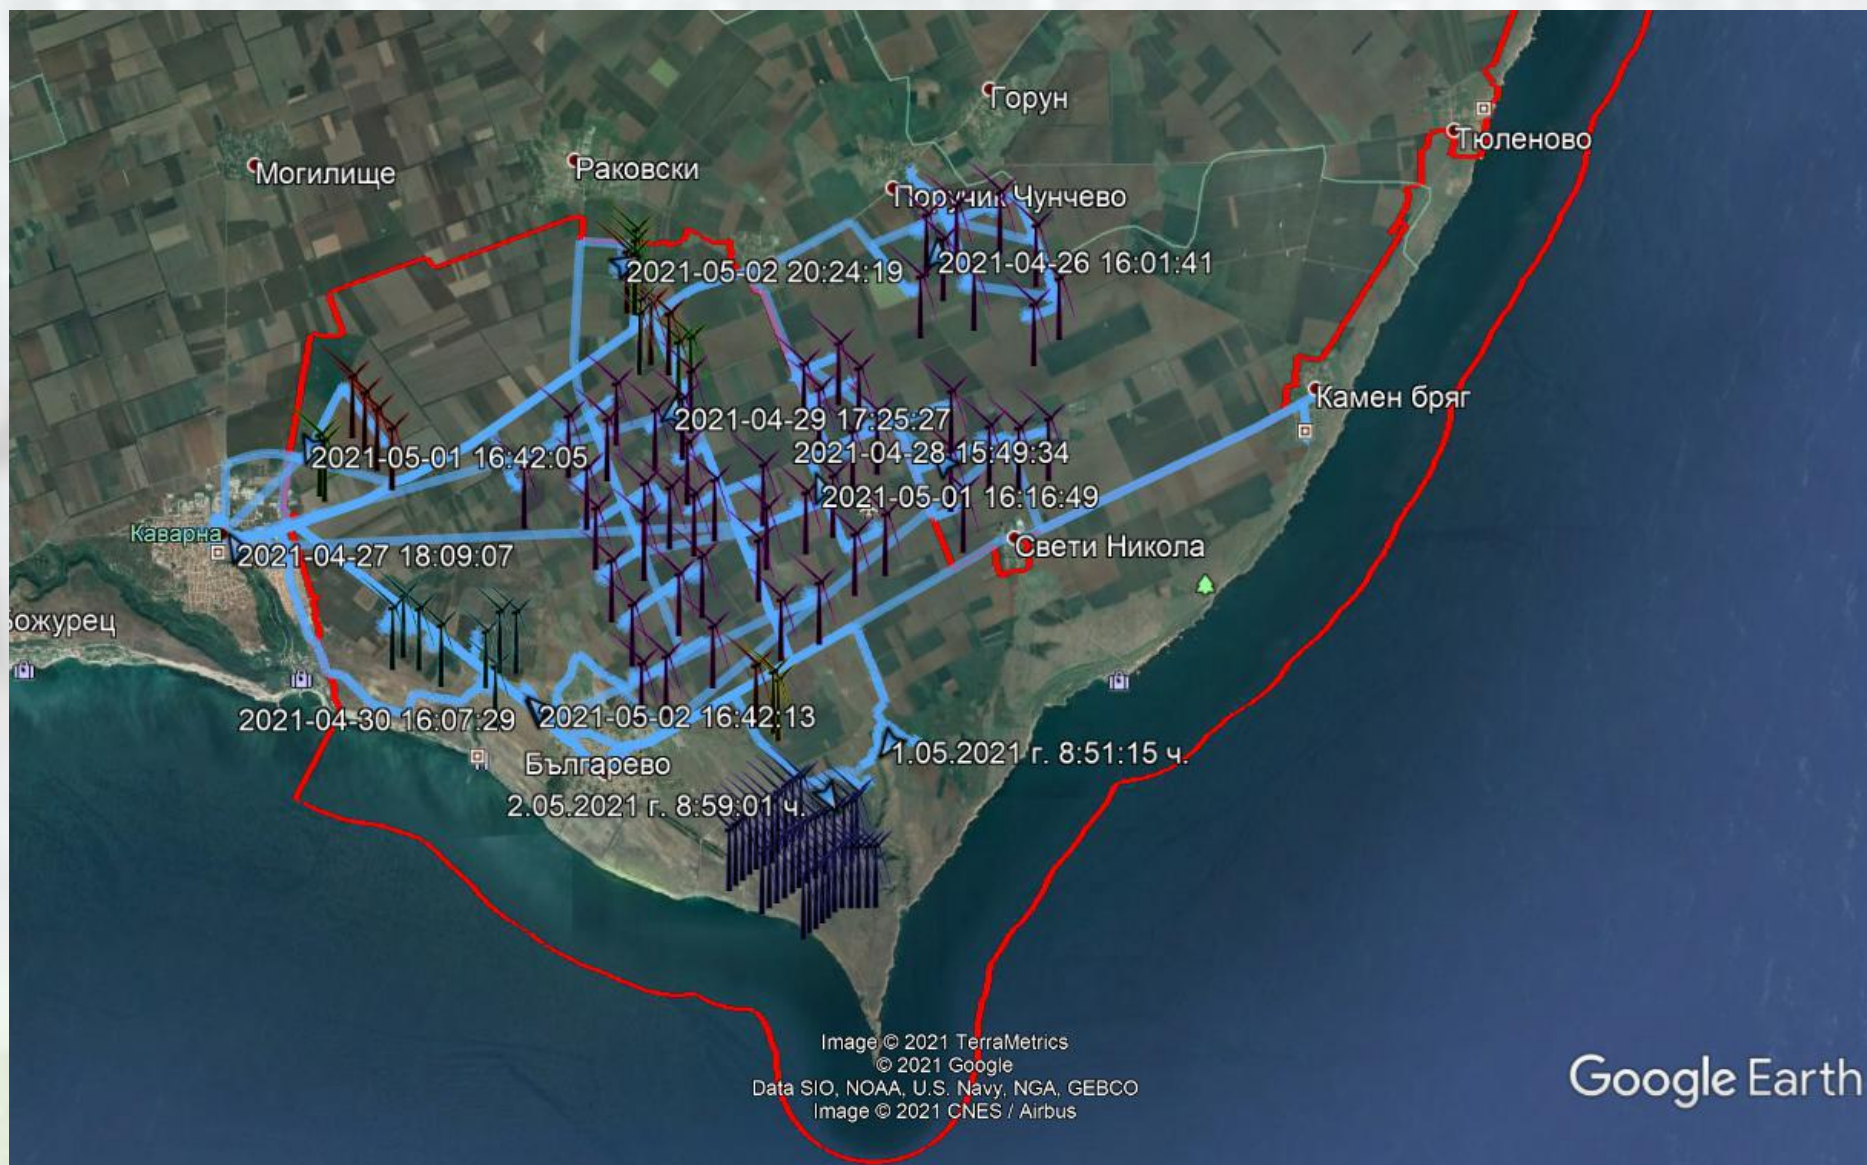 Горун
Тюленово
Могилище
Раковски
Поручик Чунчево
2021-05-02 20:24:19
2021-04-26 16:01:41
Камен бряг
2021-04-29 17:25:27
2021-05-01 16:42:05
2021-04-28 15:49:34
2021-05-01 16:16:49
Каварна
2021-04-27 18:09:07
Свети Никола
Божурец
2021-04-30 16:07:29
2021-05-02 16:42:13
1.05.2021 г. 8:51:15 ч.
Българево
2.05.2021 г. 8:59:01 ч.
Image © 2021 TerraMetrics
© 2021 Google
Data SIO, NOAA, U.S. Navy, NGA, GEBCO
Image © 2021 CNES / Airbus
Google Earth